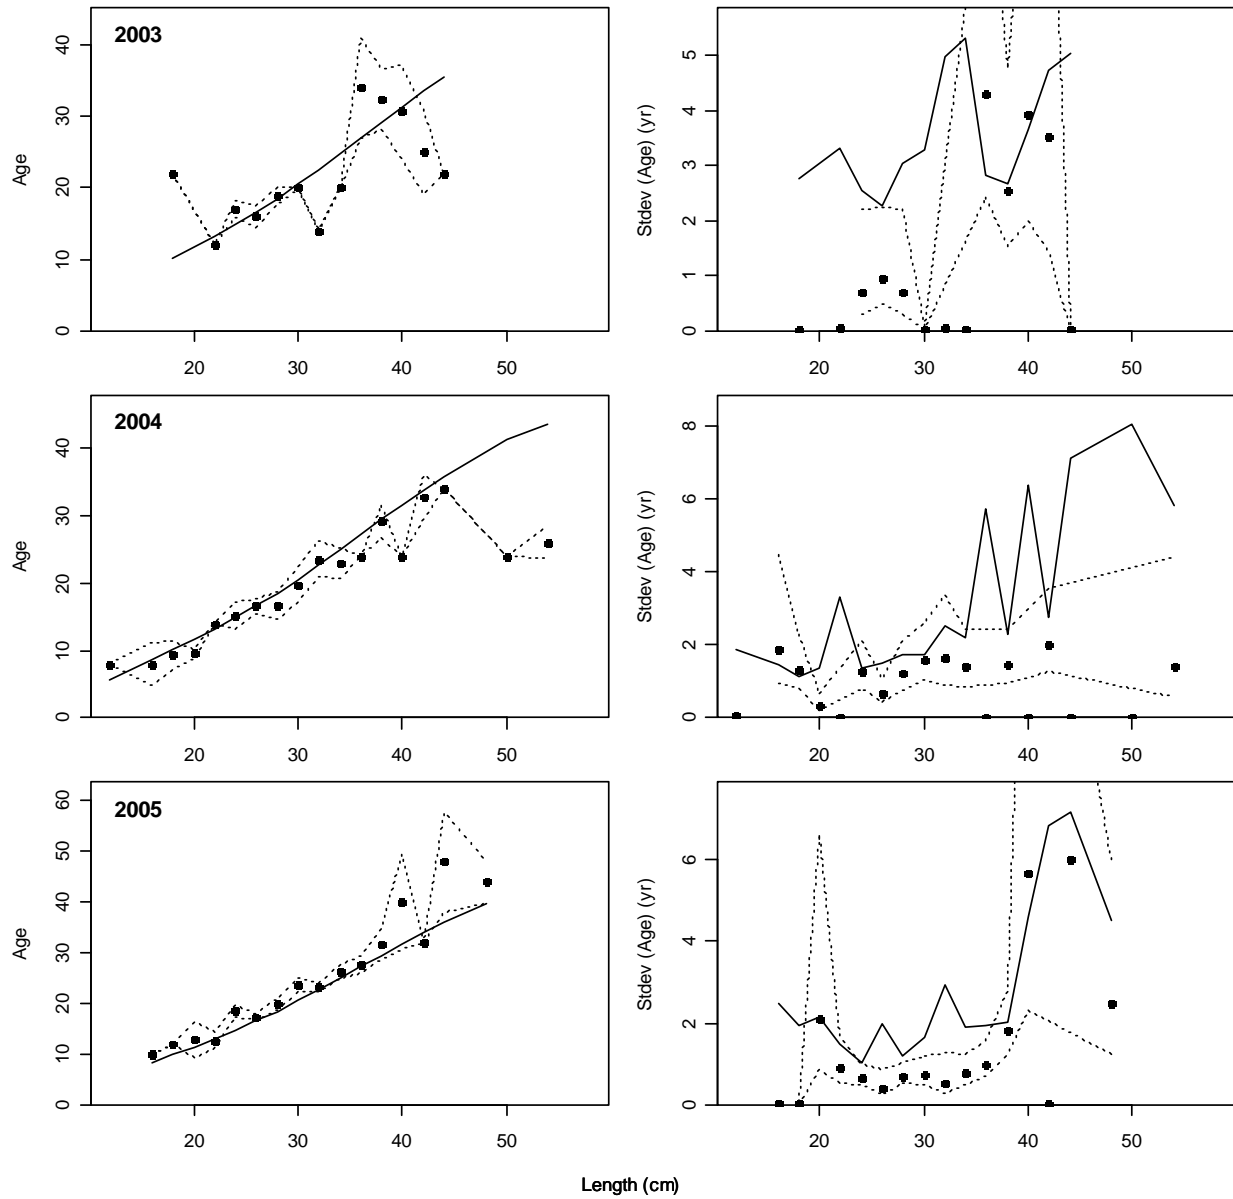 2003
Age
0 10 20 30 40
20 30 40 50
Stdev (Age) (yr)
0 1 2 3 4 5
20 30 40 50
2004
Age
0 10 20 30 40
20 30 40 50
Stdev (Age) (yr)
0 2 4 6 8
20 30 40 50
2005
Age
0 10 20 30 40 50 60
20 30 40 50
Stdev (Age) (yr)
0 2 4 6
20 30 40 50
Length (cm)